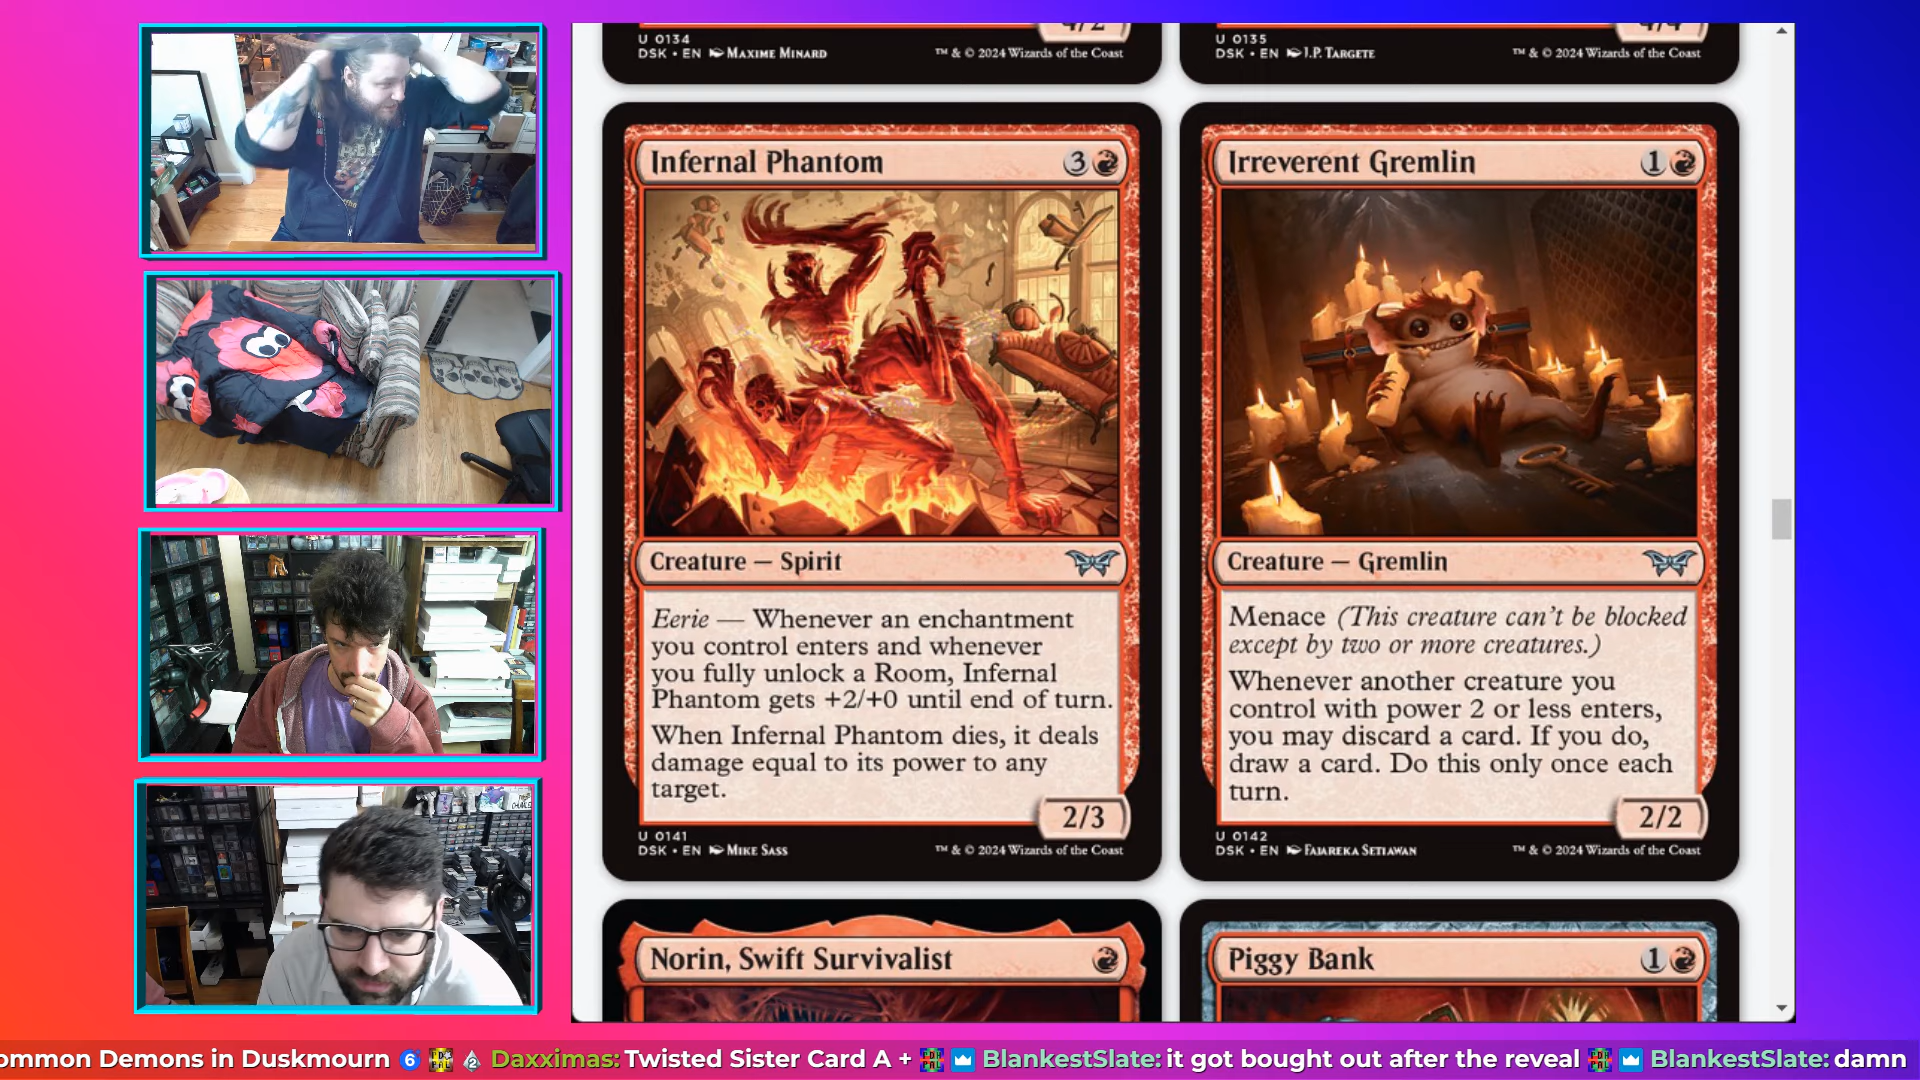 U 0134
DSK • EN MAXIME MINARD
™ & © 2024 Wizards of the Coast
U 0135
DSK • EN J.P. TARGETE
™ & © 2024 Wizards of the Coast
Infernal Phantom 3
Creature — Spirit
Eerie — Whenever an enchantment
you control enters and whenever
you fully unlock a Room, Infernal
Phantom gets +2/+0 until end of turn.
When Infernal Phantom dies, it deals
damage equal to its power to any
target.
2/3
U 0141
DSK • EN MIKE SASS
™ & © 2024 Wizards of the Coast
Irreverent Gremlin 1
Creature — Gremlin
Menace (This creature can't be blocked
except by two or more creatures.)
Whenever another creature you
control with power 2 or less enters,
you may discard a card. If you do,
draw a card. Do this only once each
turn.
2/2
U 0142
DSK • EN FAJAREKA SETIAWAN
™ & © 2024 Wizards of the Coast
Norin, Swift Survivalist
Piggy Bank 1
ommon Demons in Duskmourn 6 2 Daxximas: Twisted Sister Card A + BlankestSlate: it got bought out after the reveal BlankestSlate: damn